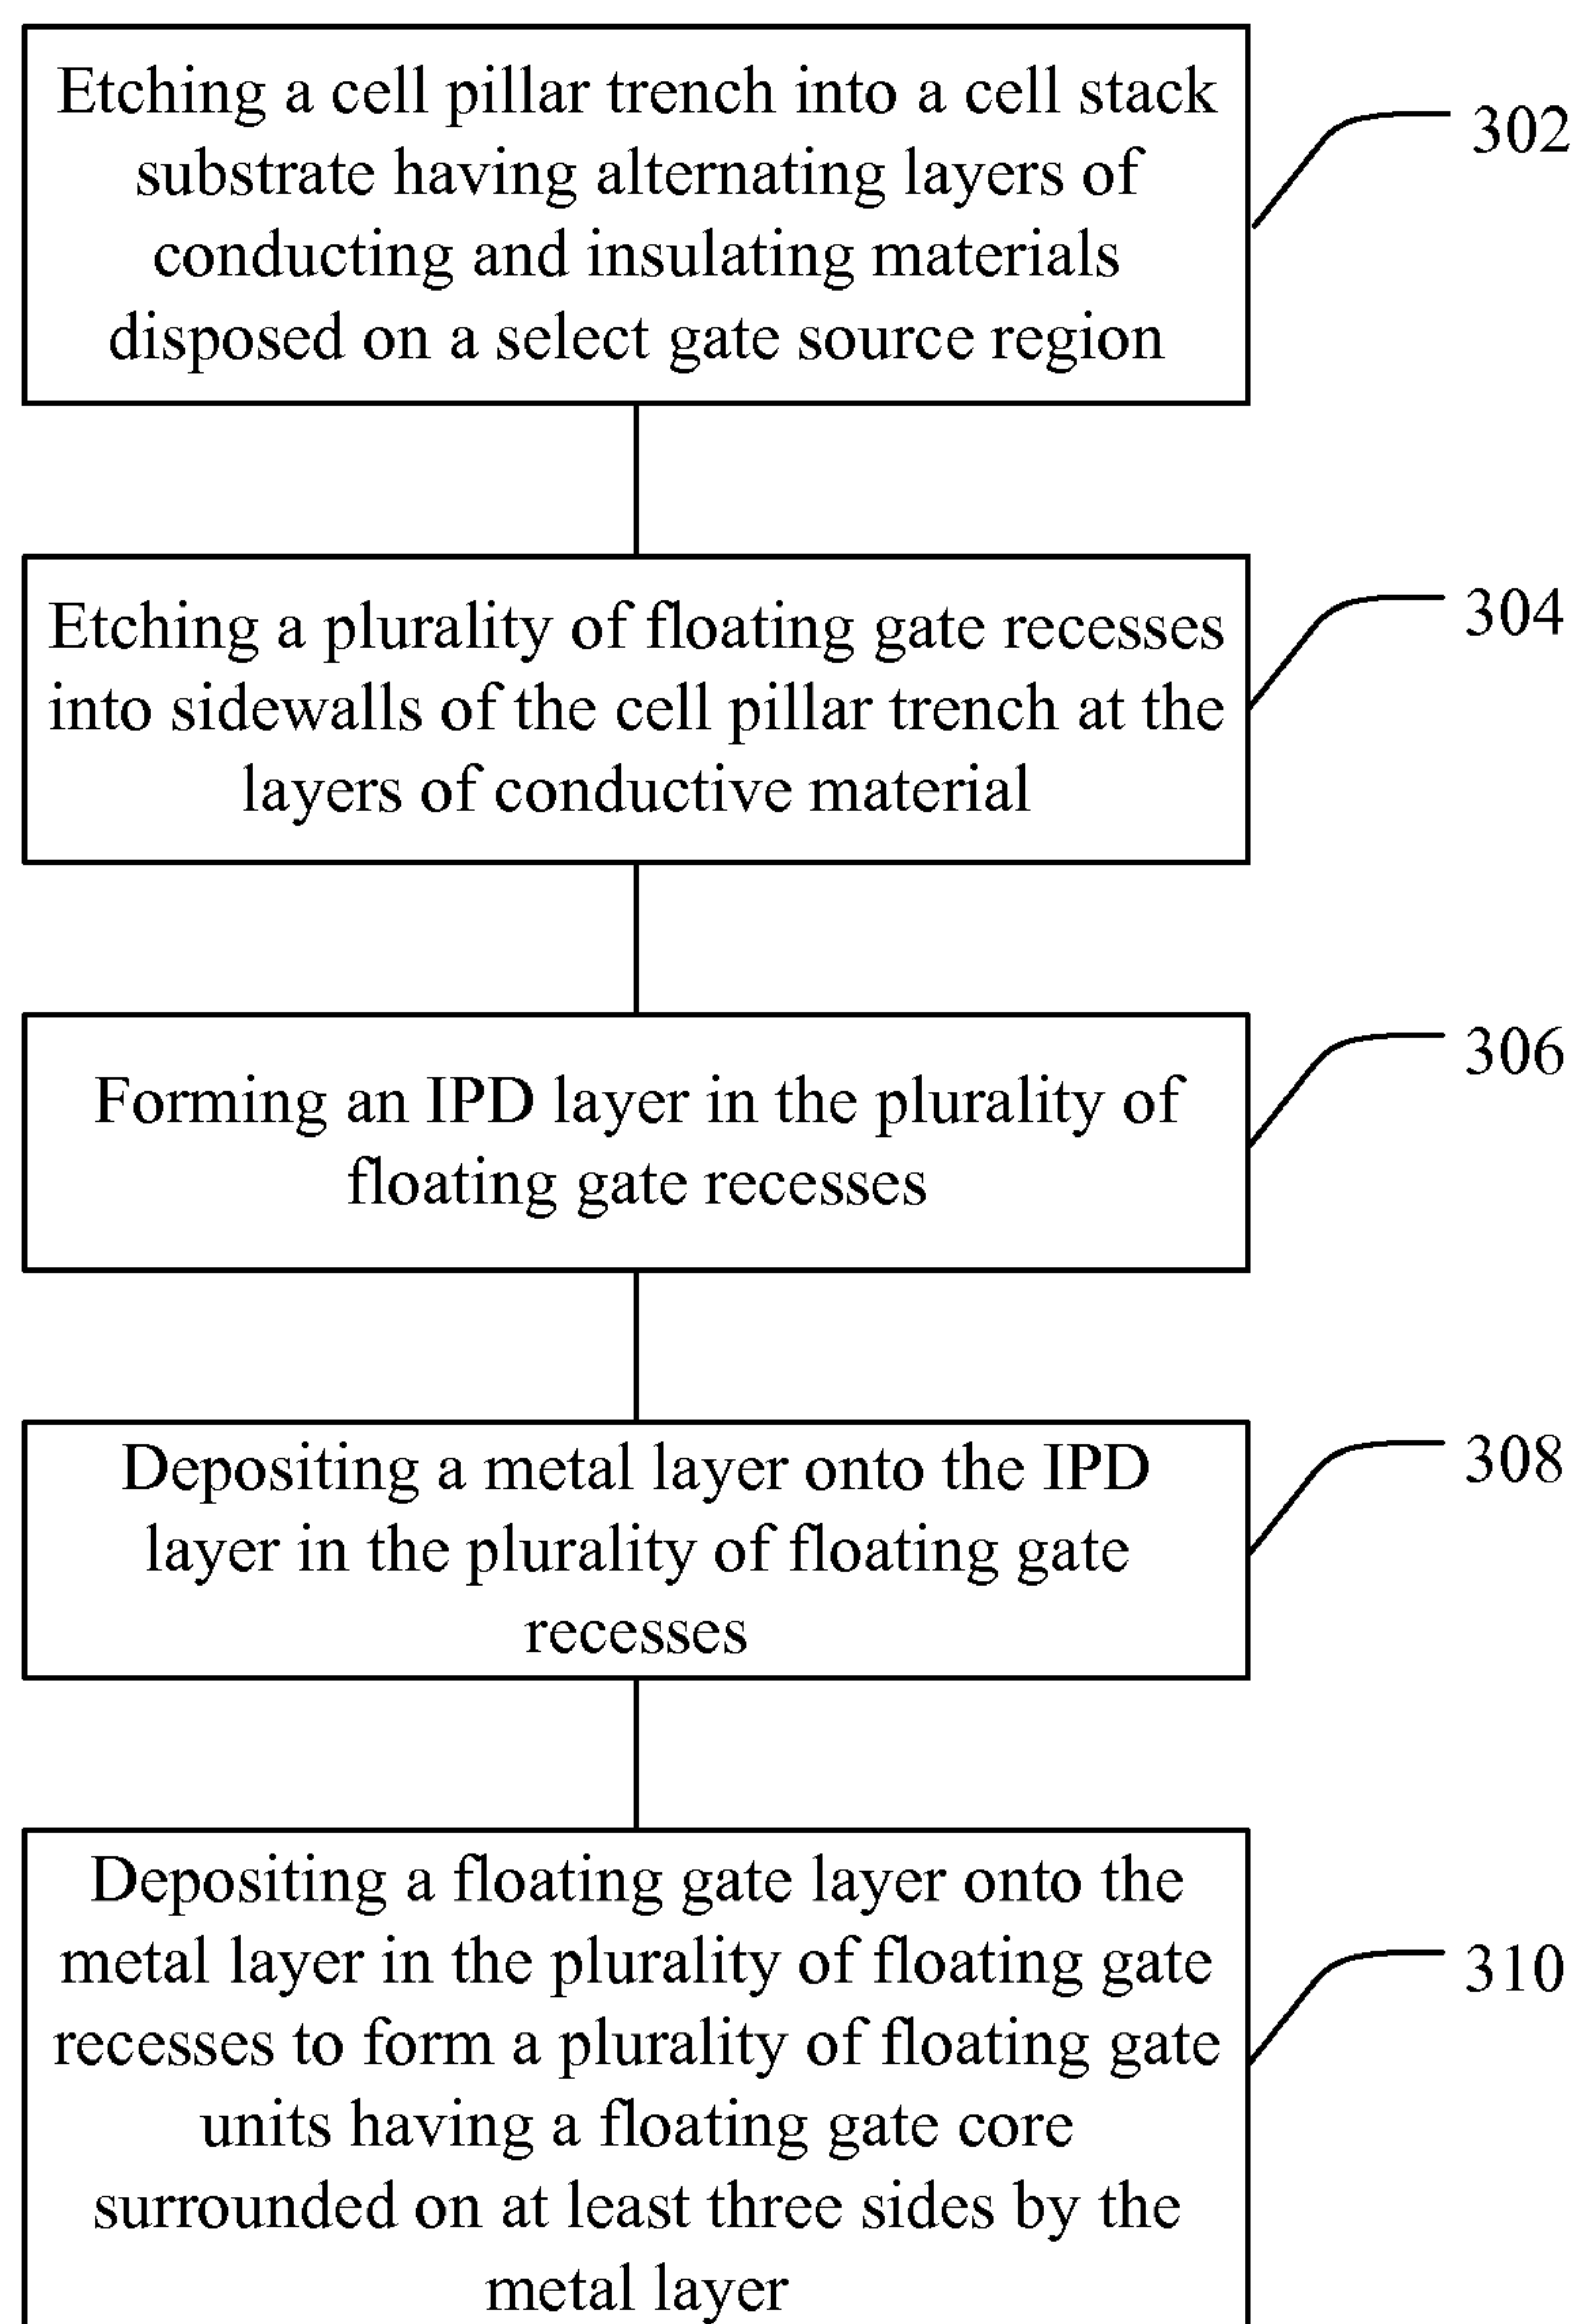 Etching a cell pillar trench into a cell stack
substrate having alternating layers of
conducting and insulating materials
disposed on a select gate source region
302
Etching a plurality of floating gate recesses
into sidewalls of the cell pillar trench at the
layers of conductive material
304
Forming an IPD layer in the plurality of
floating gate recesses
306
Depositing a metal layer onto the IPD
layer in the plurality of floating gate
recesses
308
Depositing a floating gate layer onto the
metal layer in the plurality of floating gate
recesses to form a plurality of floating gate
units having a floating gate core
surrounded on at least three sides by the
metal layer
310